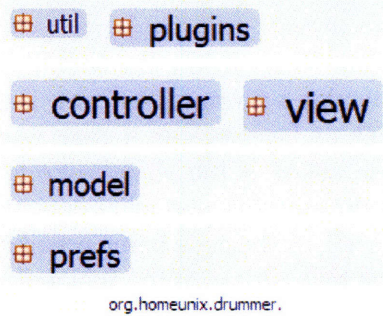 util plugins
controller view
model
prefs
org.homeunix.drummer.